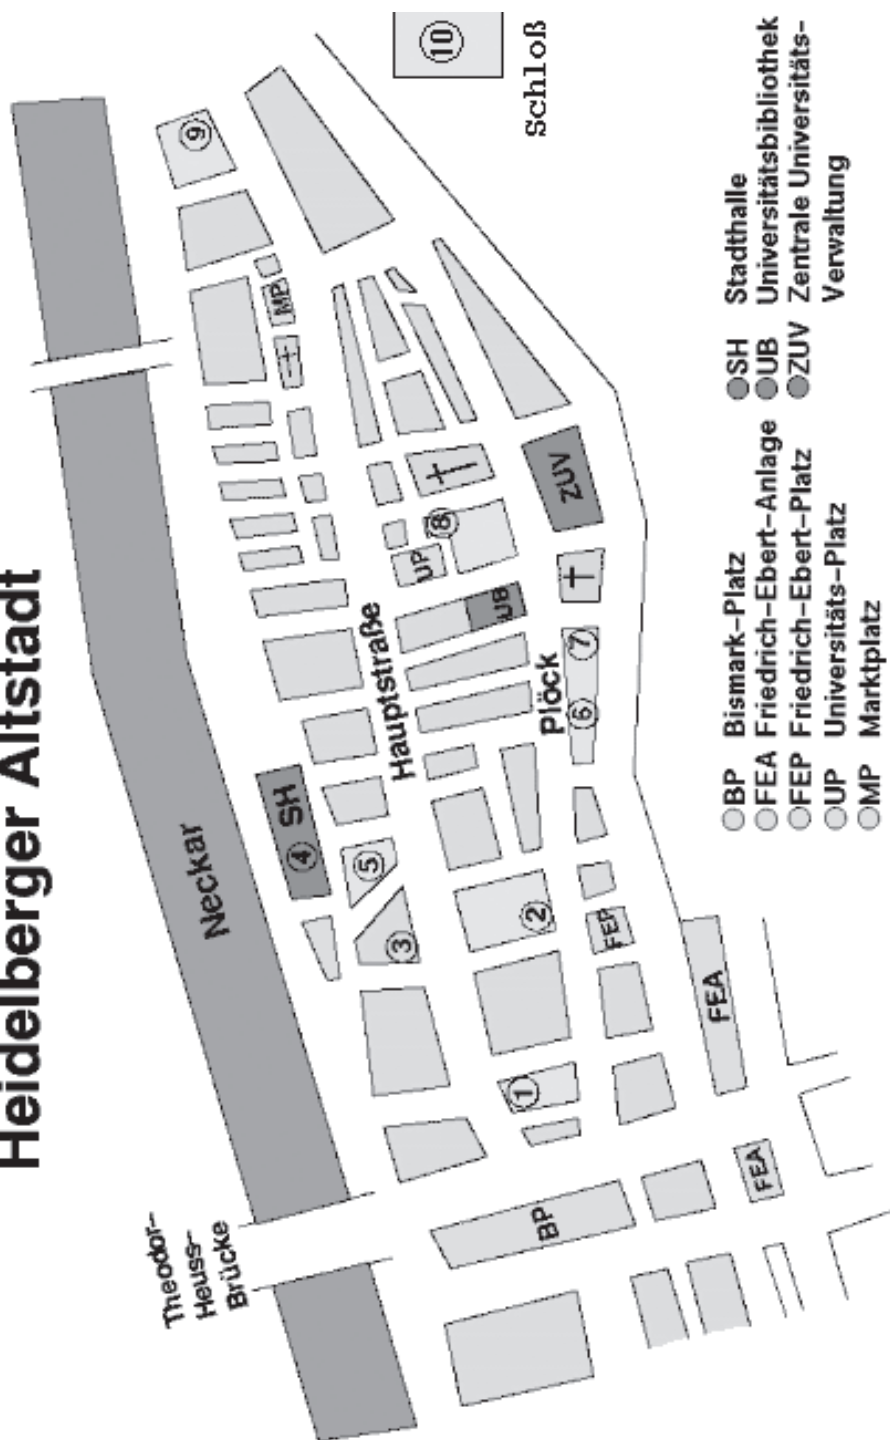 Heidelberger Altstadt
Theodor-
Heuss-
Brücke
Neckar
④ SH
⑤
③
Hauptstraße
MP
⑨
⑩
Schloß
①
②
BP
UP
⑧
UB
Plöck
⑥
⑦
ZUV
FEP
FEA
FEA
BP Bismark-Platz
FEA Friedrich-Ebert-Anlage
FEP Friedrich-Ebert-Platz
UP Universitäts-Platz
MP Marktplatz
SH Stadthalle
UB Universitätsbibliothek
ZUV Zentrale Universitäts-
Verwaltung